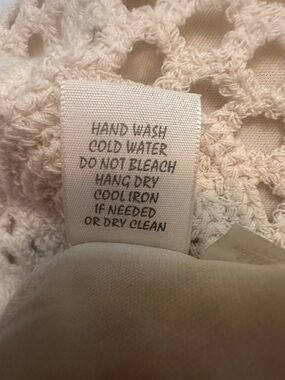 HAND WASH
COLD WATER
DO NOT BLEACH
HANG DRY
COOL IRON
IF NEEDED
OR DRY CLEAN